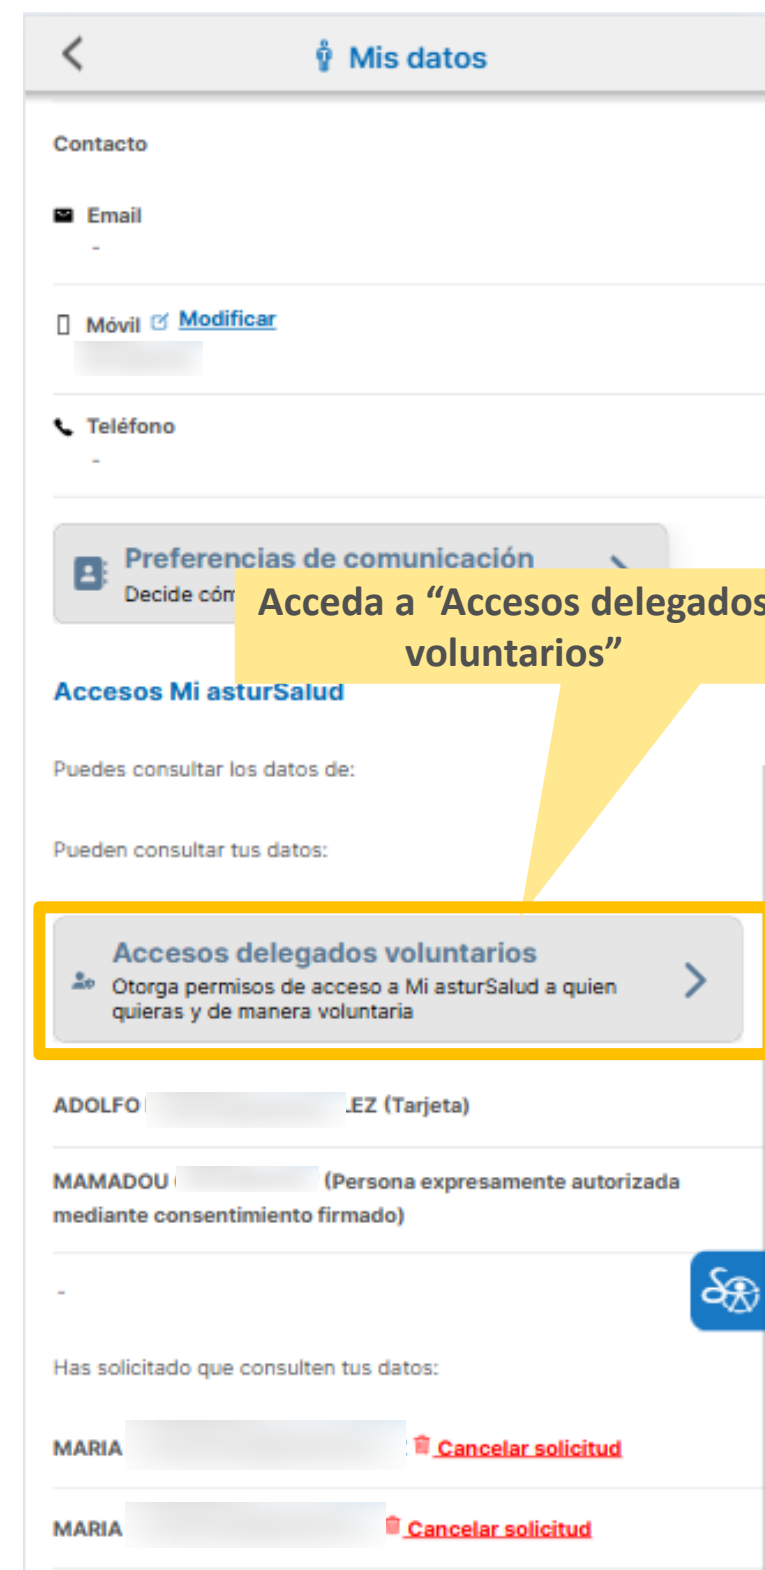 Mis datos
Contacto
Email
-
Móvil Modificar
Teléfono
-
Preferencias de comunicación
Decide cóm
Acceda a “Accesos delegados
voluntarios”
Accesos Mi asturSalud
Puedes consultar los datos de:
Pueden consultar tus datos:
Accesos delegados voluntarios
Otorga permisos de acceso a Mi asturSalud a quien
quieras y de manera voluntaria
ADOLFO LEZ (Tarjeta)
MAMADOU (Persona expresamente autorizada
mediante consentimiento firmado)
-
Has solicitado que consulten tus datos:
MARIA Cancelar solicitud
MARIA Cancelar solicitud